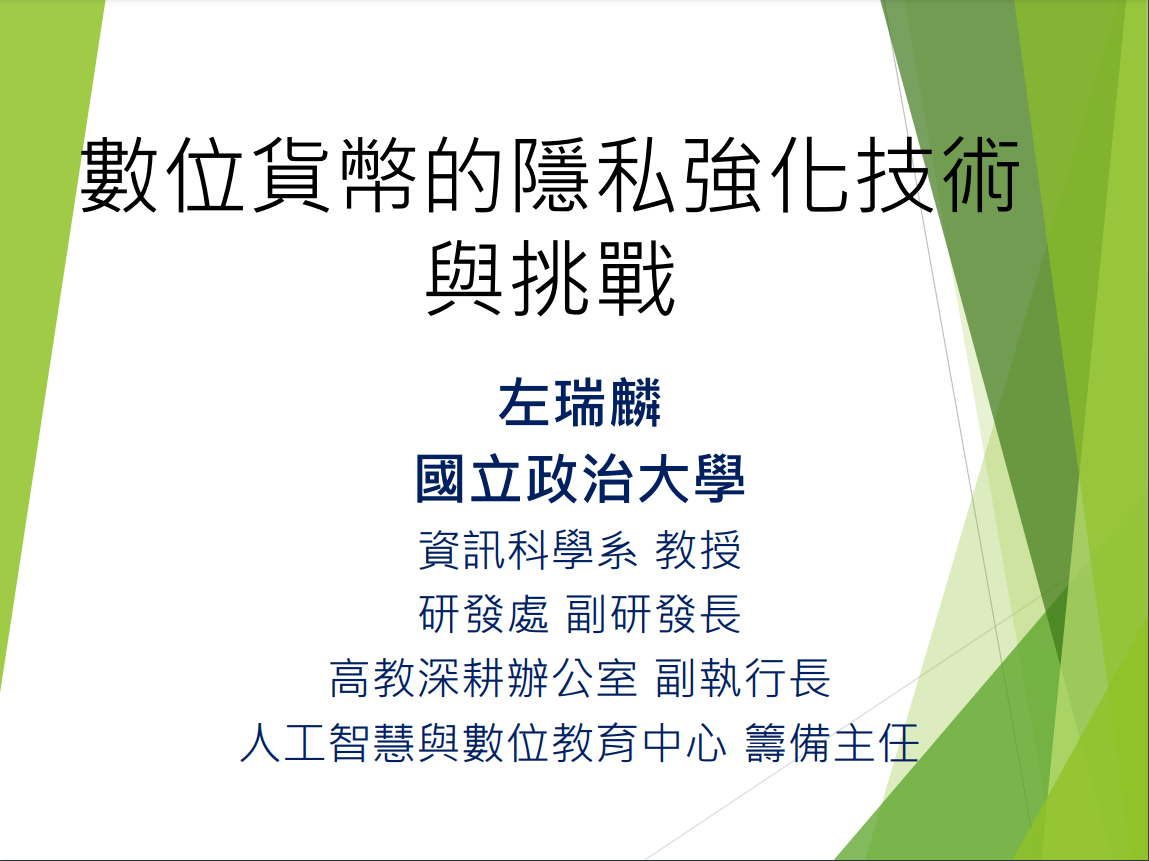 數位貨幣的隱私強化技術
與挑戰
左瑞麟
國立政治大學
資訊科學系 教授
研發處 副研發長
高教深耕辦公室 副執行長
人工智慧與數位教育中心 籌備主任